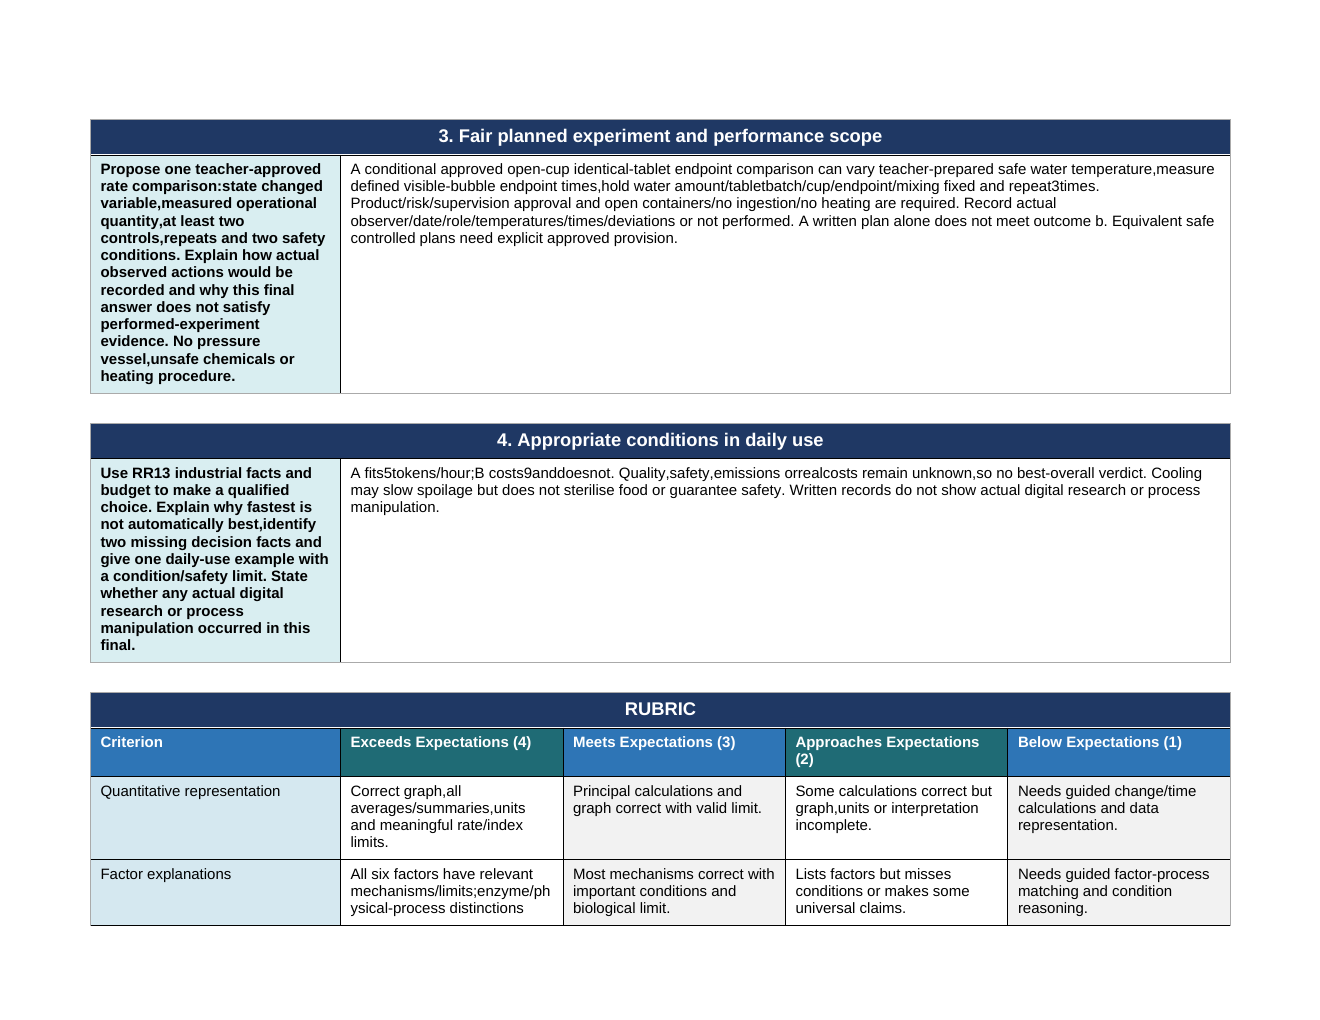 3. Fair planned experiment and performance scope
Propose one teacher-approved
rate comparison:state changed
variable,measured operational
quantity,at least two
controls,repeats and two safety
conditions. Explain how actual
observed actions would be
recorded and why this final
answer does not satisfy
performed-experiment
evidence. No pressure
vessel,unsafe chemicals or
heating procedure.
A conditional approved open-cup identical-tablet endpoint comparison can vary teacher-prepared safe water temperature,measure
defined visible-bubble endpoint times,hold water amount/tabletbatch/cup/endpoint/mixing fixed and repeat3times.
Product/risk/supervision approval and open containers/no ingestion/no heating are required. Record actual
observer/date/role/temperatures/times/deviations or not performed. A written plan alone does not meet outcome b. Equivalent safe
controlled plans need explicit approved provision.
4. Appropriate conditions in daily use
Use RR13 industrial facts and
budget to make a qualified
choice. Explain why fastest is
not automatically best,identify
two missing decision facts and
give one daily-use example with
a condition/safety limit. State
whether any actual digital
research or process
manipulation occurred in this
final.
A fits5tokens/hour;B costs9anddoesnot. Quality,safety,emissions orrealcosts remain unknown,so no best-overall verdict. Cooling
may slow spoilage but does not sterilise food or guarantee safety. Written records do not show actual digital research or process
manipulation.
RUBRIC
Criterion
Exceeds Expectations (4)
Meets Expectations (3)
Approaches Expectations
(2)
Below Expectations (1)
Quantitative representation
Correct graph,all
averages/summaries,units
and meaningful rate/index
limits.
Principal calculations and
graph correct with valid limit.
Some calculations correct but
graph,units or interpretation
incomplete.
Needs guided change/time
calculations and data
representation.
Factor explanations
All six factors have relevant
mechanisms/limits;enzyme/ph
ysical-process distinctions
Most mechanisms correct with
important conditions and
biological limit.
Lists factors but misses
conditions or makes some
universal claims.
Needs guided factor-process
matching and condition
reasoning.